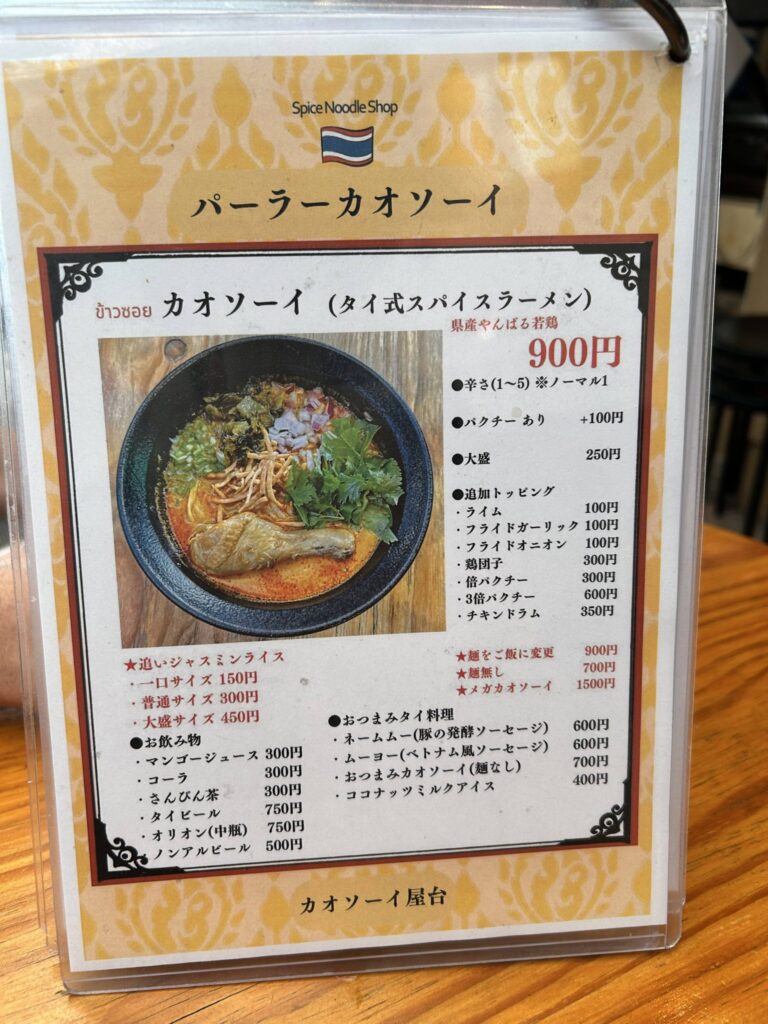 Spice Noodle Shop
パーラーカオソーイ
ข้าวซอย カオソーイ (タイ式スパイスラーメン)
県産やんばる若鶏
900円
●辛さ(1〜5) ※ノーマル1
●パクチー あり +100円
●大盛 250円
●追加トッピング
・ライム 100円
・フライドガーリック 100円
・フライドオニオン 100円
・鶏団子 300円
・倍パクチー 300円
・3倍パクチー 600円
・チキンドラム 350円
★追いジャスミンライス
・一口サイズ 150円
・普通サイズ 300円
・大盛サイズ 450円
★麺をご飯に変更 900円
★麺無し 700円
★メガカオソーイ 1500円
●お飲み物
・マンゴージュース 300円
・コーラ 300円
・さんぴん茶 300円
・タイビール 750円
・オリオン(中瓶) 750円
・ノンアルビール 500円
●おつまみタイ料理
・ネームムー(豚の発酵ソーセージ) 600円
・ムーヨー(ベトナム風ソーセージ) 600円
・おつまみカオソーイ(麺なし) 700円
・ココナッツミルクアイス 400円
カオソーイ屋台